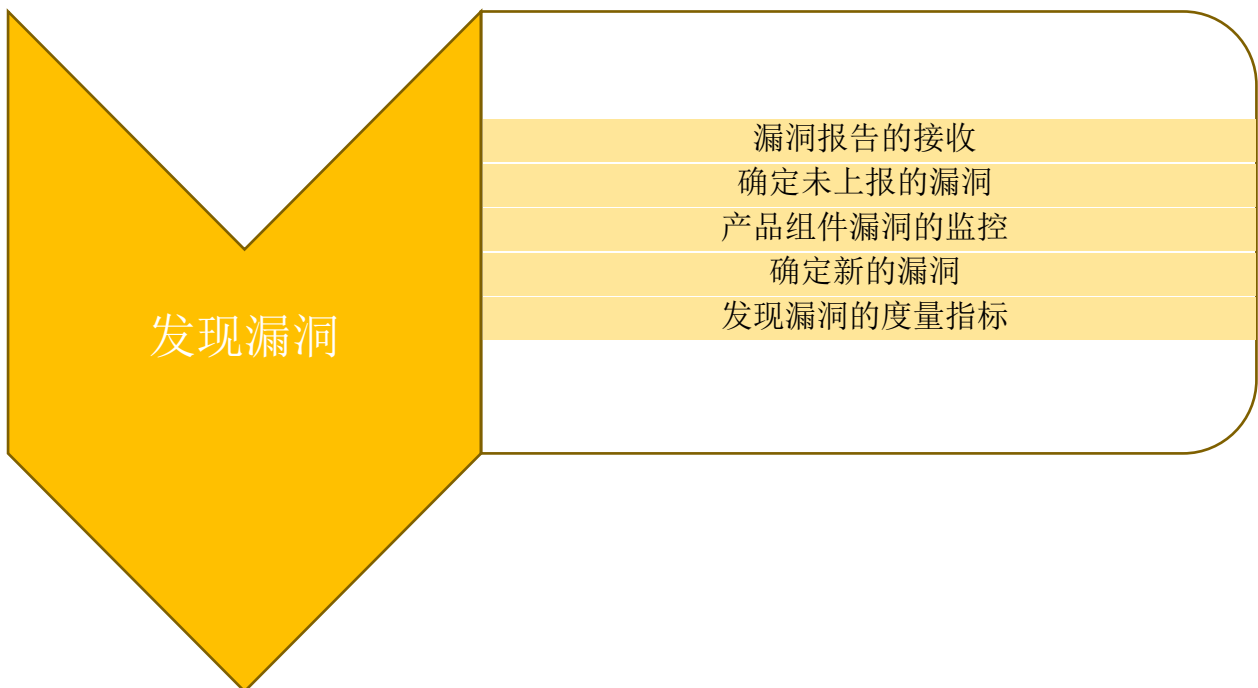 发现漏洞
漏洞报告的接收
确定未上报的漏洞
产品组件漏洞的监控
确定新的漏洞
发现漏洞的度量指标